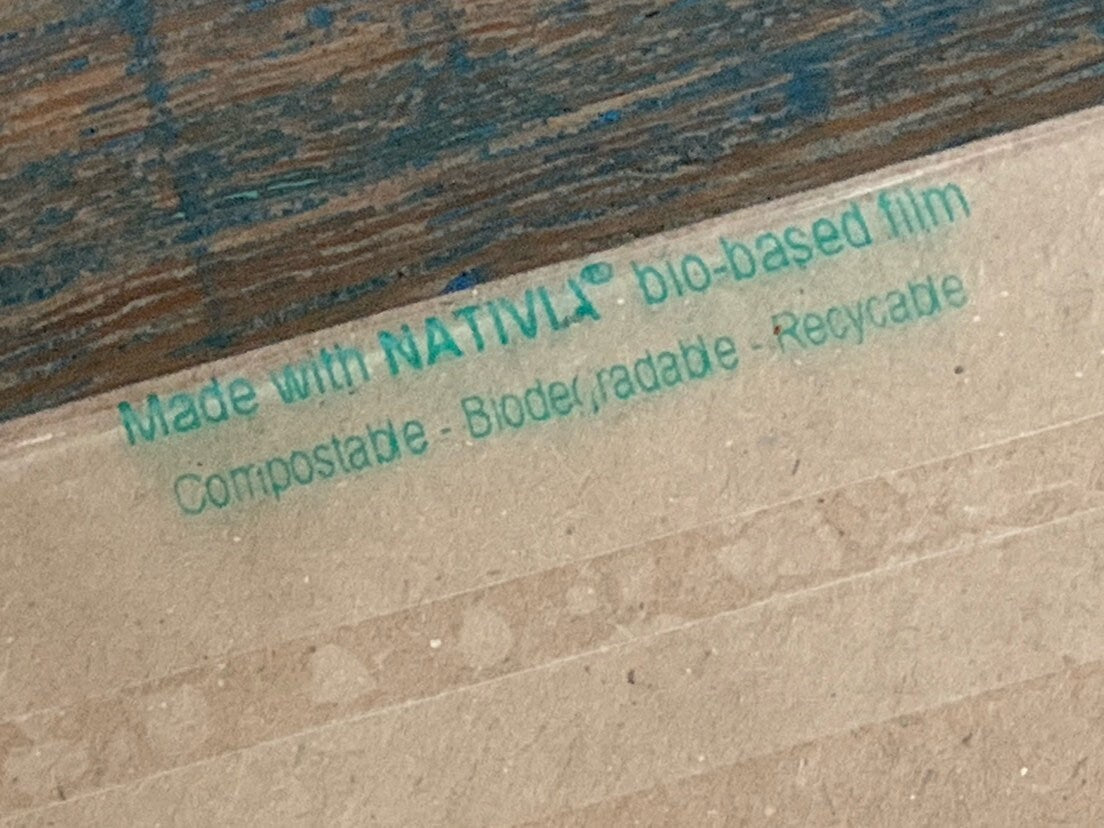 Made with NATIVIA® bio-based film
Compostable - Biodegradable - Recycable